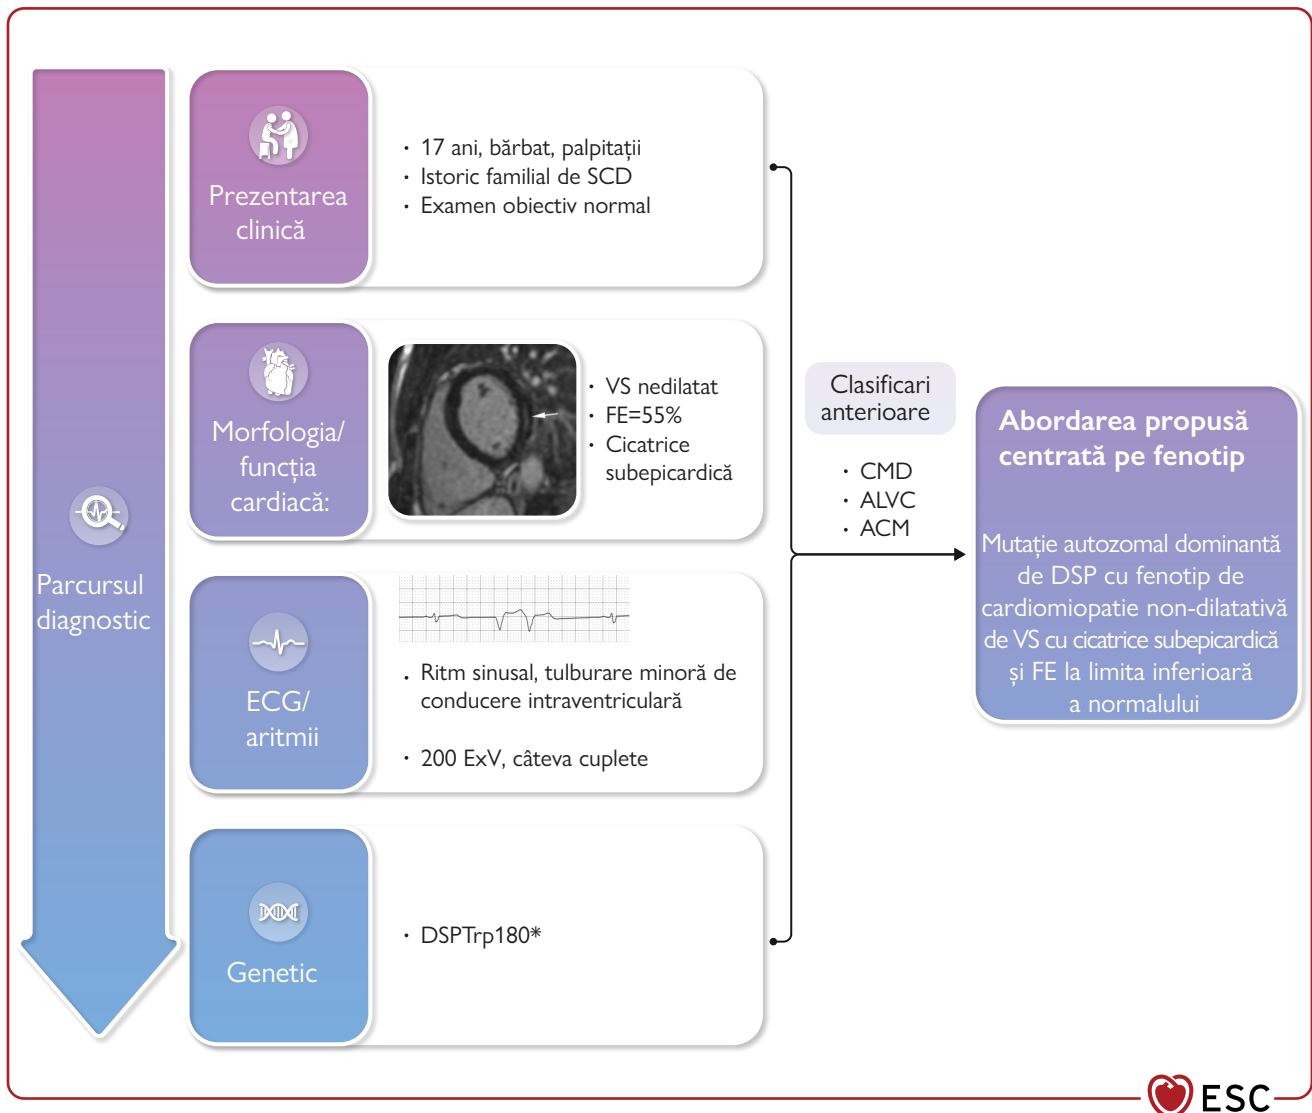 Parcursul
diagnostic
Prezentarea
clinică
· 17 ani, bărbat, palpitații
· Istoric familial de SCD
· Examen obiectiv normal
Morfologia/
funcția
cardiacă:
· VS nedilatat
· FE=55%
· Cicatrice
subepicardică
ECG/
aritmii
· Ritm sinusal, tulburare minoră de
conducere intraventriculară
· 200 ExV, câteva cuplete
Genetic
· DSPTrp180*
Clasificari
anterioare
· CMD
· ALVC
· ACM
Abordarea propusă
centrată pe fenotip
Mutație autozomal dominantă
de DSP cu fenotip de
cardiomiopatie non-dilatativă
de VS cu cicatrice subepicardică
și FE la limita inferioară
a normalului
ESC